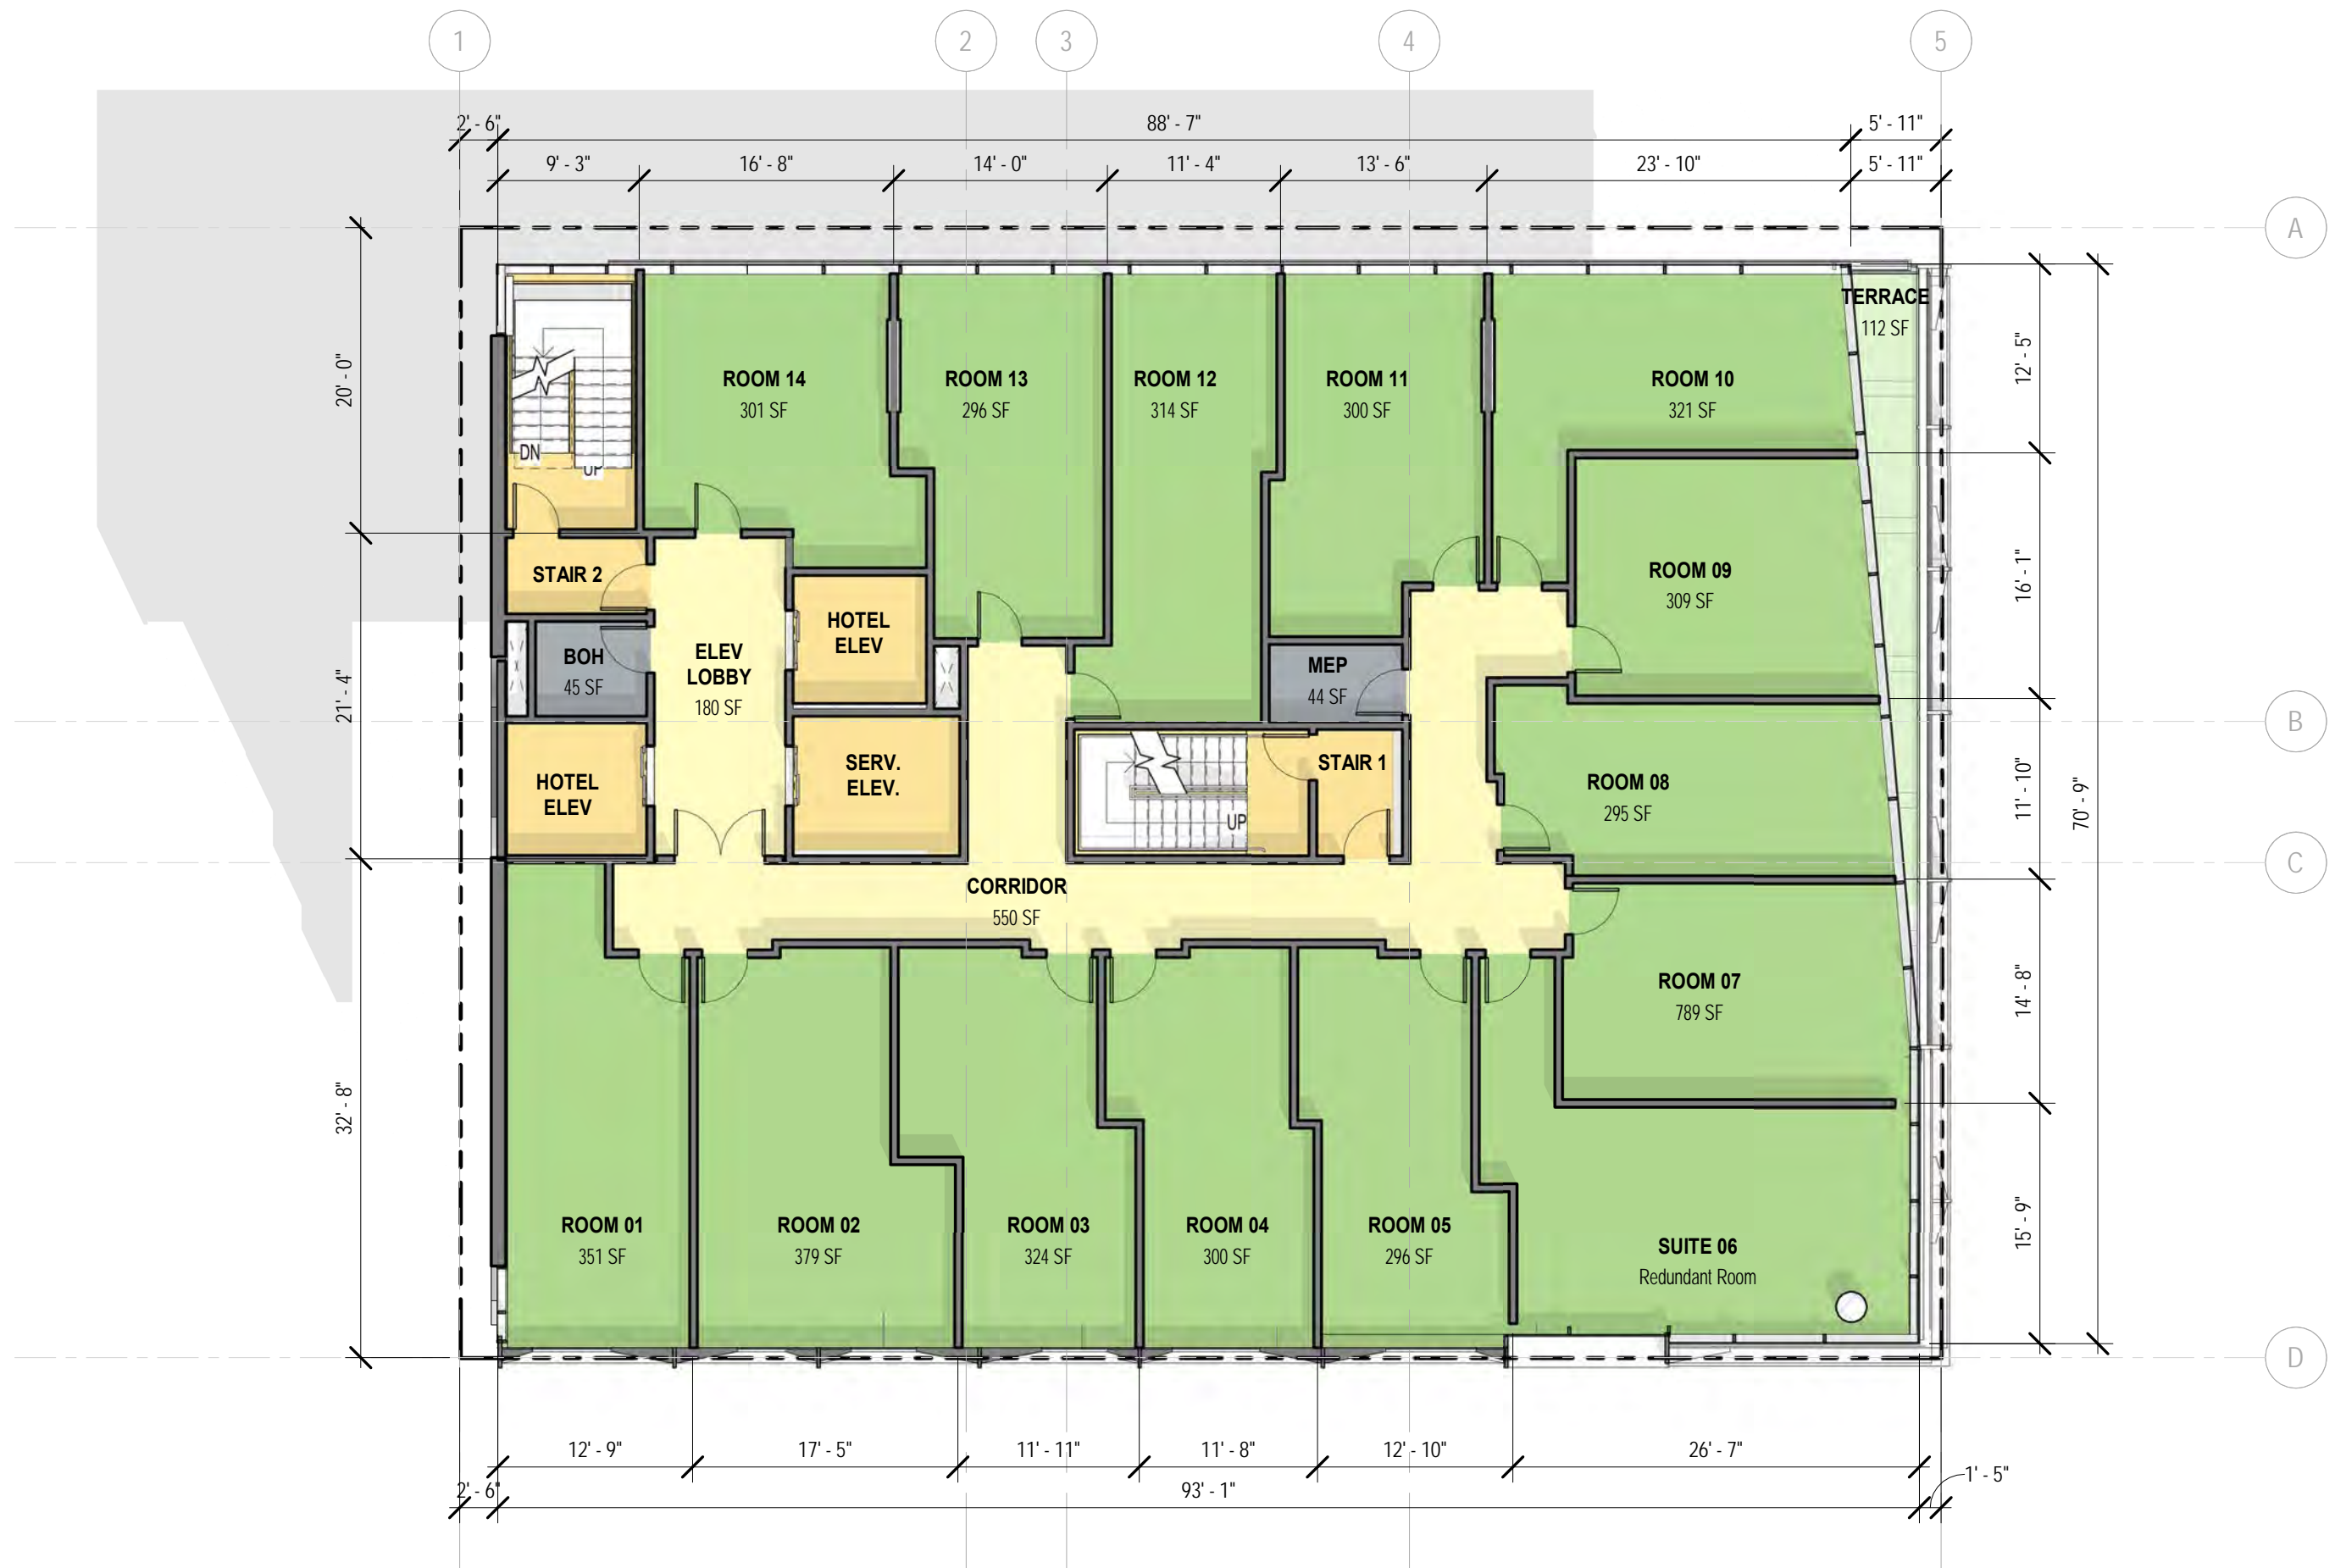 1
2
3
4
5
2' - 6"
88' - 7"
5' - 11"
9' - 3"
16' - 8"
14' - 0"
11' - 4"
13' - 6"
23' - 10"
5' - 11"
A
TERRACE
112 SF
20' - 0"
12' - 5"
ROOM 14
301 SF
ROOM 13
296 SF
ROOM 12
314 SF
ROOM 11
300 SF
ROOM 10
321 SF
DN
UP
STAIR 2
ROOM 09
309 SF
16' - 1"
HOTEL
ELEV
BOH
45 SF
ELEV
LOBBY
180 SF
MEP
44 SF
21' - 4"
B
HOTEL
ELEV
SERV.
ELEV.
STAIR 1
UP
ROOM 08
295 SF
11' - 10"
70' - 9"
C
CORRIDOR
550 SF
ROOM 07
789 SF
14' - 8"
32' - 8"
ROOM 01
351 SF
ROOM 02
379 SF
ROOM 03
324 SF
ROOM 04
300 SF
ROOM 05
296 SF
SUITE 06
Redundant Room
15' - 9"
D
12' - 9"
17' - 5"
11' - 11"
11' - 8"
12' - 10"
26' - 7"
2' - 6"
93' - 1"
1' - 5"